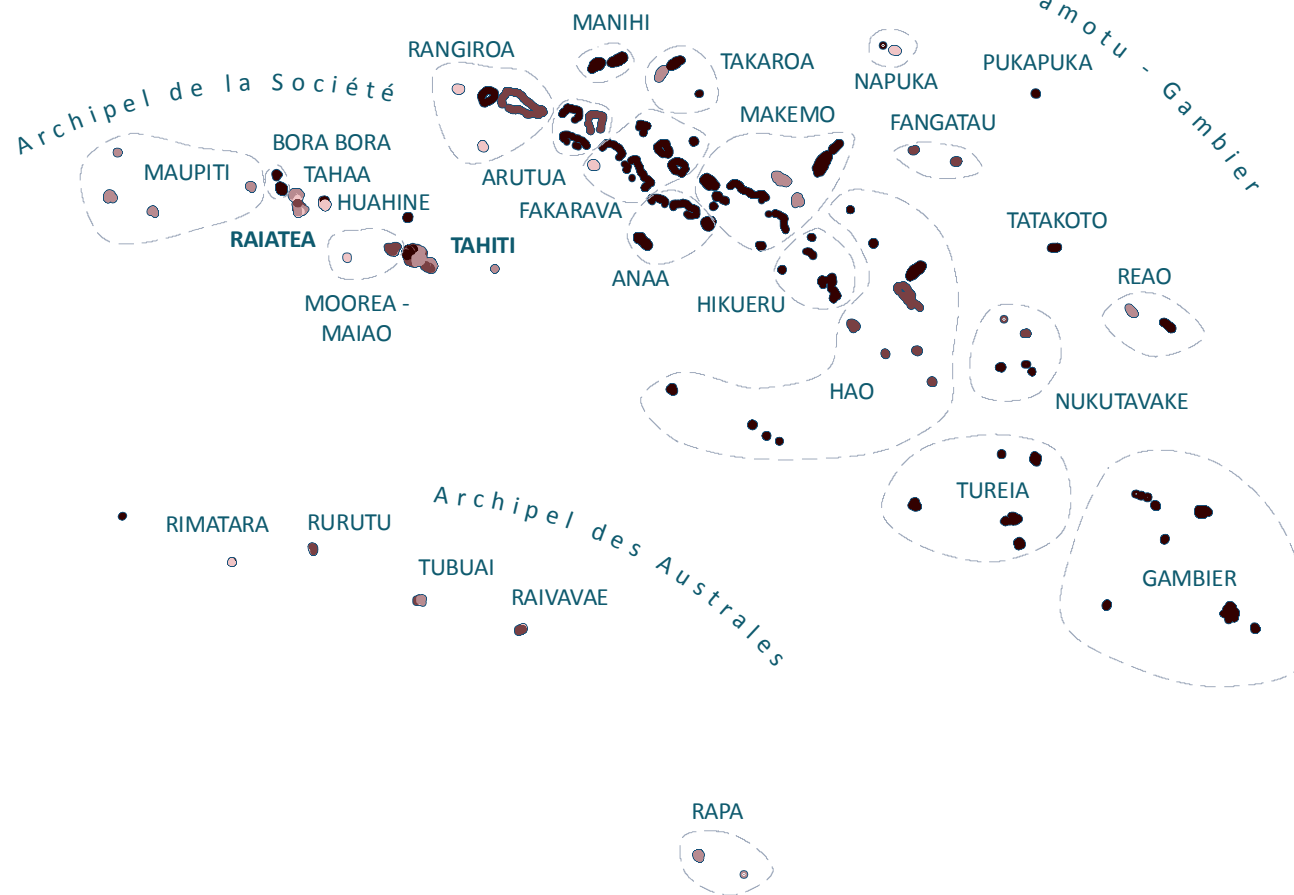 MANIHI
RANGIROA
TAKAROA
PUKAPUKA
NAPUKA
Archipel de la Société
amotu - Gambier
MAKEMO
FANGATAU
BORA BORA
MAUPITI
TAHAA
ARUTUA
HUAHINE
FAKARAVA
TATAKOTO
RAIATEA
TAHITI
ANAA
REAO
MOOREA -
MAIAO
HIKUERU
HAO
NUKUTAVAKE
TUREIA
Archipel des Australes
RIMATARA
RURUTU
TUBUAI
RAIVAVAE
GAMBIER
RAPA